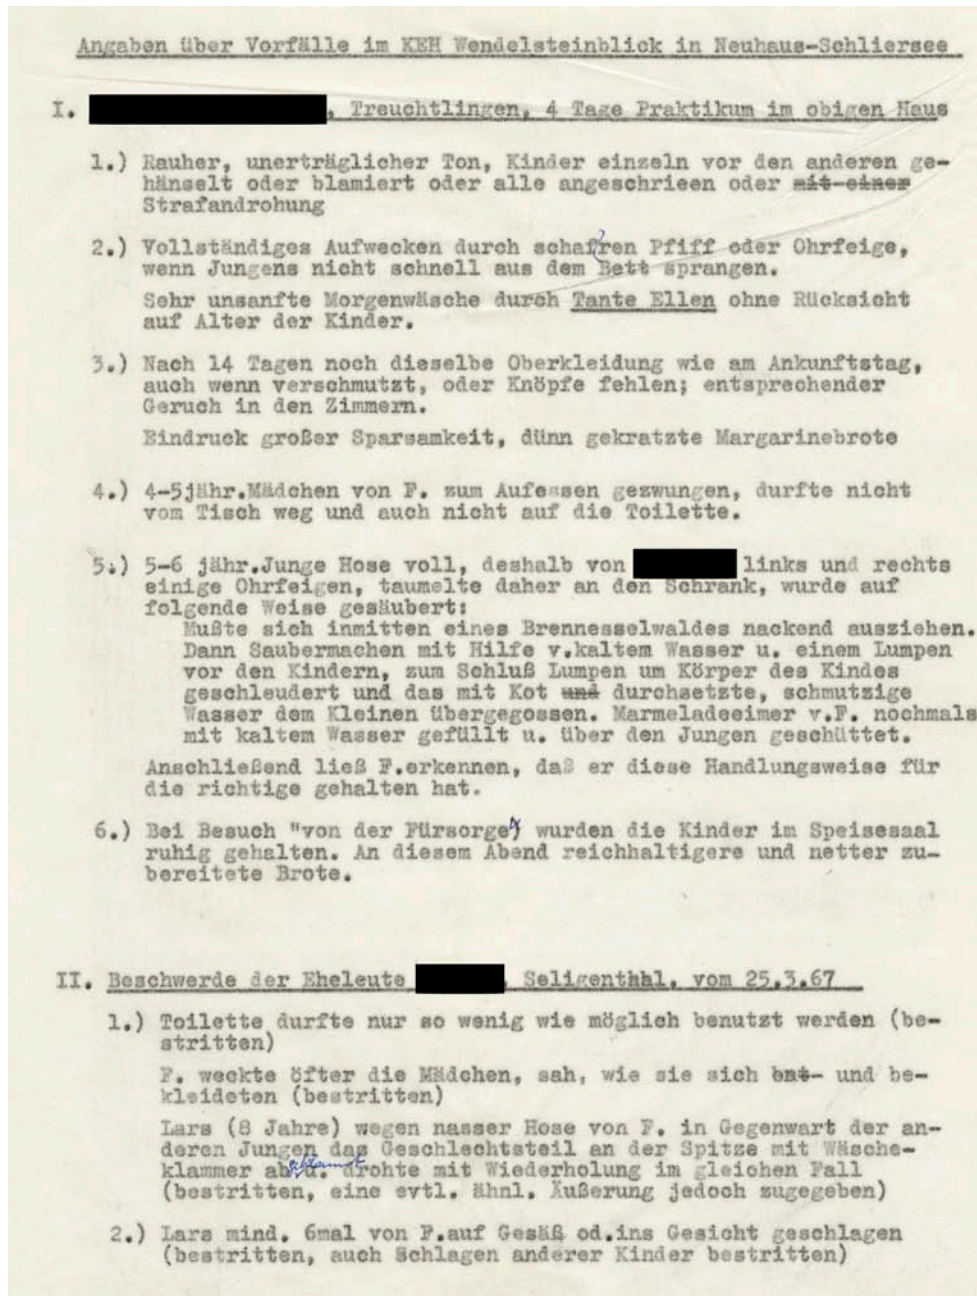 Angaben über Vorfälle im KEH Wendelsteinblick in Neuhaus-Schliersee
I. , Treuchtlingen, 4 Tage Praktikum im obigen Haus
1.) Rauher, unerträglicher Ton, Kinder einzeln vor den anderen ge-
hänselt oder blamiert oder alle angeschrieen oder mit einer
Strafandrohung
2.) Vollständiges Aufwecken durch scharfen Pfiff oder Ohrfeige,
wenn Jungens nicht schnell aus dem Bett sprangen.
Sehr unsanfte Morgenwäsche durch Tante Ellen ohne Rücksicht
auf Alter der Kinder.
3.) Nach 14 Tagen noch dieselbe Oberkleidung wie am Ankunftstag,
auch wenn verschmutzt, oder Knöpfe fehlen; entsprechender
Geruch in den Zimmern.
Eindruck großer Sparsamkeit, dünn gekratzte Margarinebrote
4.) 4-5jähr.Mädchen von F. zum Aufessen gezwungen, durfte nicht
vom Tisch weg und auch nicht auf die Toilette.
5.) 5-6 jähr.Junge Hose voll, deshalb von links und rechts
einige Ohrfeigen, taumelte daher an den Schrank, wurde auf
folgende Weise gesäubert:
Mußte sich inmitten eines Brennesselwaldes nackend ausziehen.
Dann Saubermachen mit Hilfe v.kaltem Wasser u. einem Lumpen
vor den Kindern, zum Schluß Lumpen um Körper des Kindes
geschleudert und das mit Kot und durchsetzte, schmutzige
Wasser dem Kleinen übergegossen. Marmeladeeimer v.F. nochmals
mit kaltem Wasser gefüllt u. über den Jungen geschüttet.
Anschließend ließ F.erkennen, daß er diese Handlungsweise für
die richtige gehalten hat.
6.) Bei Besuch "von der Fürsorge" wurden die Kinder im Speisesaal
ruhig gehalten. An diesem Abend reichhaltigere und netter zu-
bereitete Brote.
II. Beschwerde der Eheleute , Seligenthal, vom 25.3.67
1.) Toilette durfte nur so wenig wie möglich benutzt werden (be-
stritten)
F. weckte öfter die Mädchen, sah, wie sie sich ent- und be-
kleideten (bestritten)
Lars (8 Jahre) wegen nasser Hose von F. in Gegenwart der an-
deren Jungen das Geschlechtsteil an der Spitze mit Wäsche-
klammer ab u. drohte mit Wiederholung im gleichen Fall
(bestritten, eine evtl. ähnl. Äußerung jedoch zugegeben)
2.) Lars mind. 6mal von F.auf Gesäß od.ins Gesicht geschlagen
(bestritten, auch Schlagen anderer Kinder bestritten)